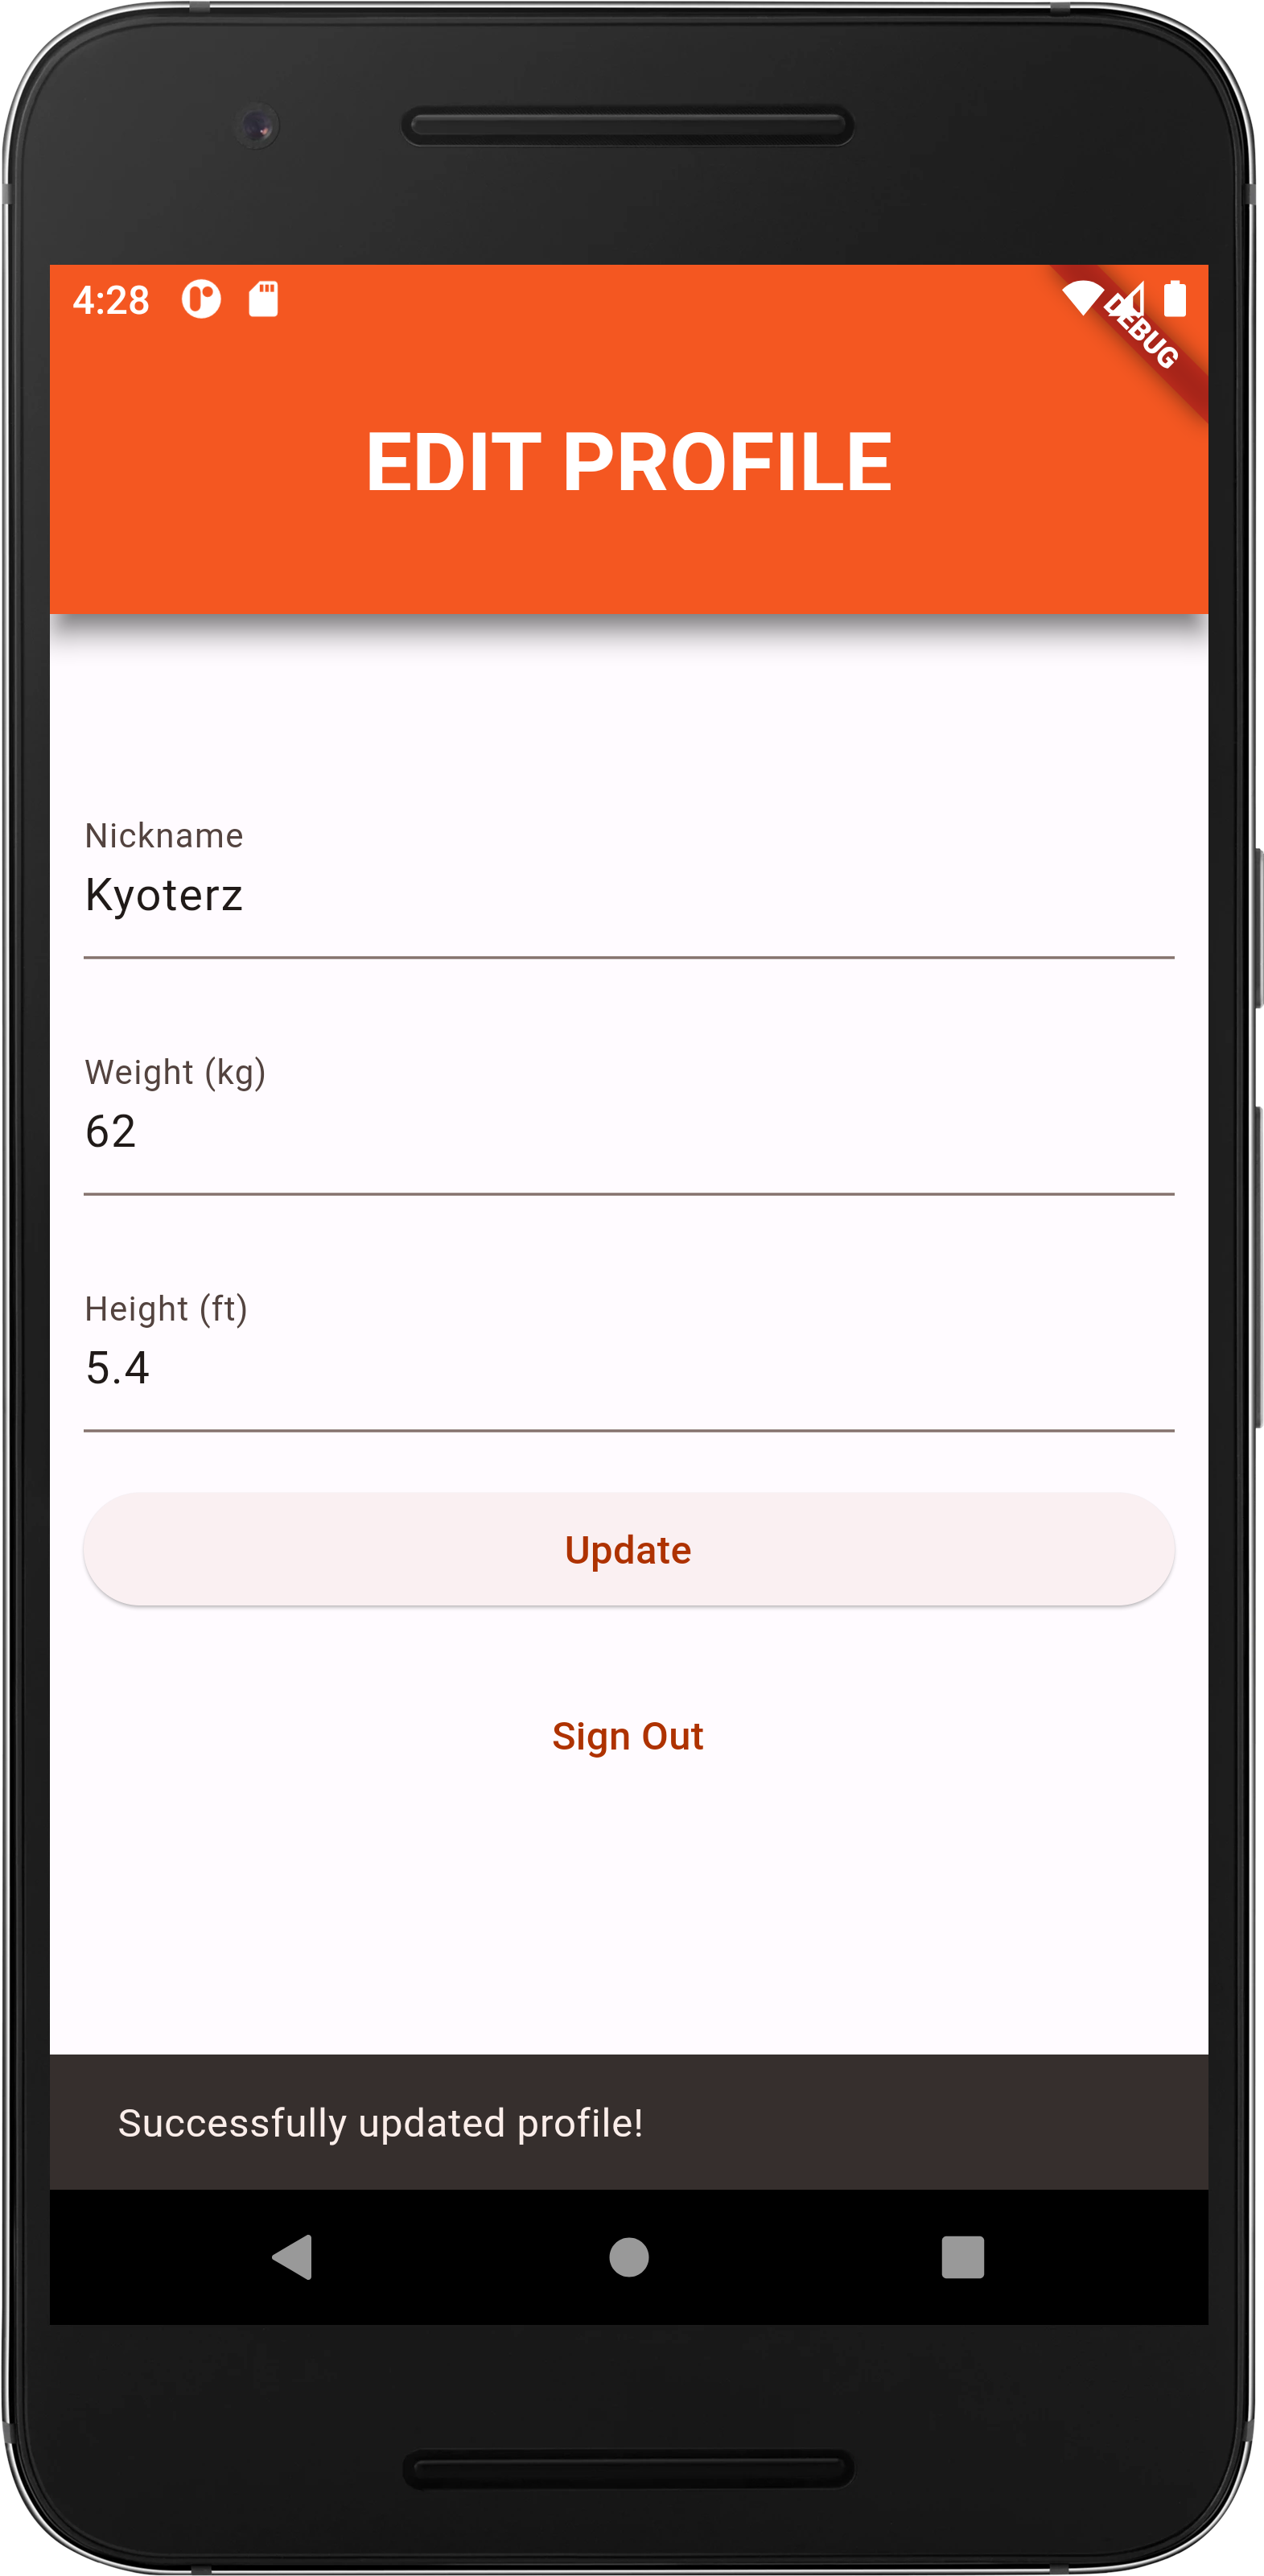 4:28
DEBUG
EDIT PROFILE
Nickname
Kyoterz
Weight (kg)
62
Height (ft)
5.4
Update
Sign Out
Successfully updated profile!